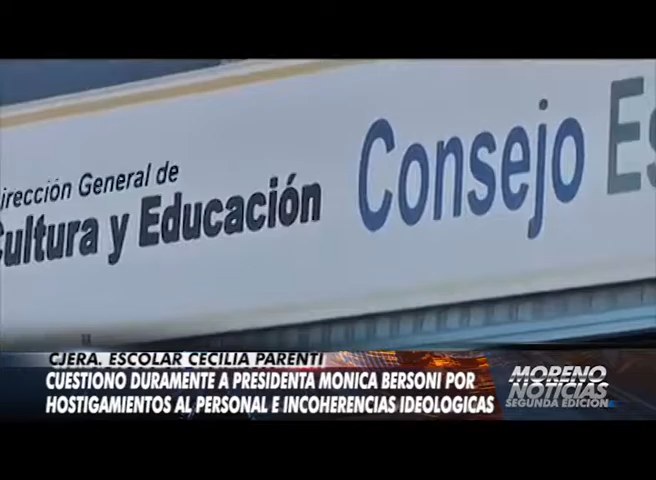 Dirección General de
Cultura y Educación
Consejo Es
CJERA. ESCOLAR CECILIA PARENTI
CUESTIONO DURAMENTE A PRESIDENTA MONICA BERSONI POR
HOSTIGAMIENTOS AL PERSONAL E INCOHERENCIAS IDEOLOGICAS
MORENO
NOTICIAS
SEGUNDA EDICION